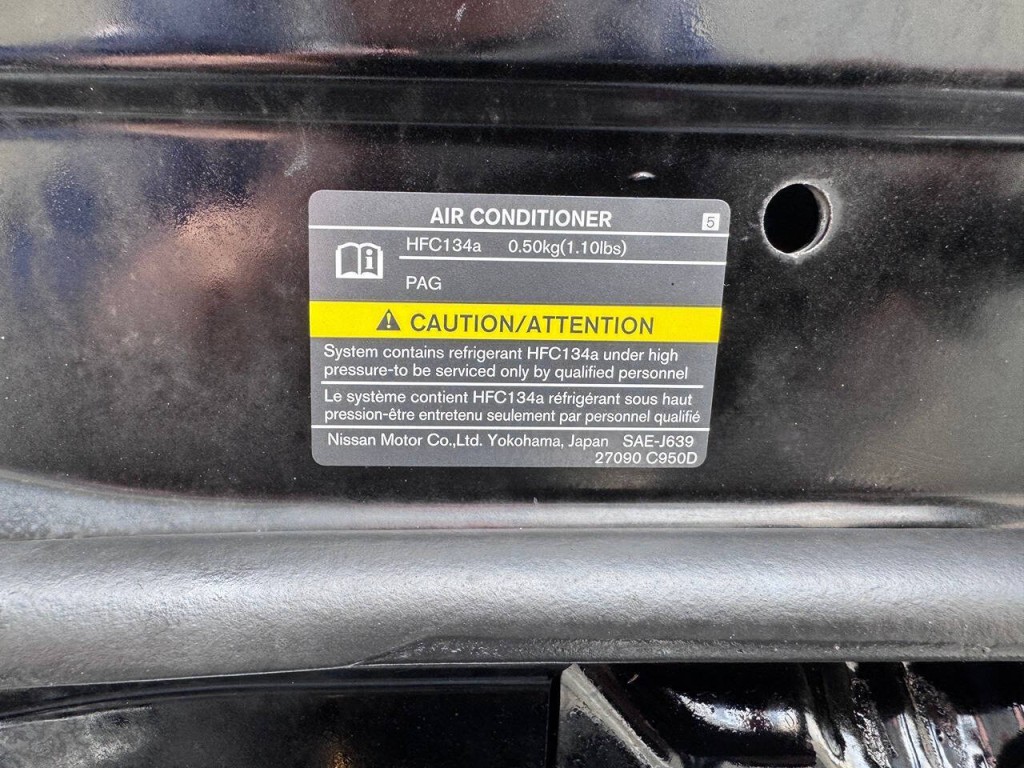 AIR CONDITIONER 5
HFC134a 0.50kg(1.10lbs)
PAG
CAUTION/ATTENTION
System contains refrigerant HFC134a under high
pressure-to be serviced only by qualified personnel
Le système contient HFC134a réfrigérant sous haut
pression-être entretenu seulement par personnel qualifié
Nissan Motor Co.,Ltd. Yokohama, Japan SAE-J639
27090 C950D